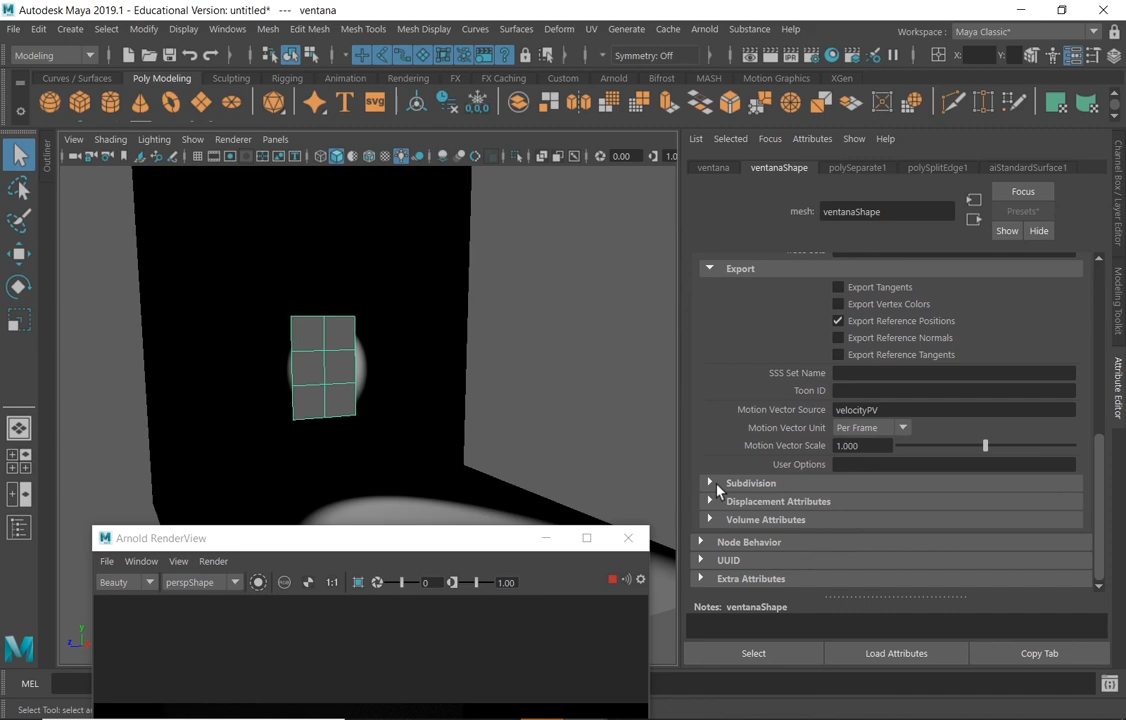 Autodesk Maya 2019.1 - Educational Version: untitled* --- ventana
File Edit Create Select Modify Display Windows Mesh Edit Mesh Mesh Tools Mesh Display Curves Surfaces Deform UV Generate Cache Arnold Substance Help Workspace : Maya Classic*
Modeling Symmetry: Off X: Y:
Curves / Surfaces Poly Modeling Sculpting Rigging Animation Rendering FX FX Caching Custom Arnold Bifrost MASH Motion Graphics XGen
View Shading Lighting Show Renderer Panels
0.00 1.0
Outliner
List Selected Focus Attributes Show Help
ventana ventanaShape polySeparate1 polySplitEdge1 aiStandardSurface1
mesh: ventanaShape
Focus
Presets*
Show Hide
Export
Export Tangents
Export Vertex Colors
Export Reference Positions
Export Reference Normals
Export Reference Tangents
SSS Set Name
Toon ID
Motion Vector Source velocityPV
Motion Vector Unit Per Frame
Motion Vector Scale 1.000
User Options
Subdivision
Displacement Attributes
Volume Attributes
Node Behavior
UUID
Extra Attributes
Notes: ventanaShape
Select Load Attributes Copy Tab
Channel Box / Layer Editor
Modeling Toolkit
Attribute Editor
Arnold RenderView
File Window View Render
Beauty perspShape 1:1 0 1.00
MEL
Select Tool: select a